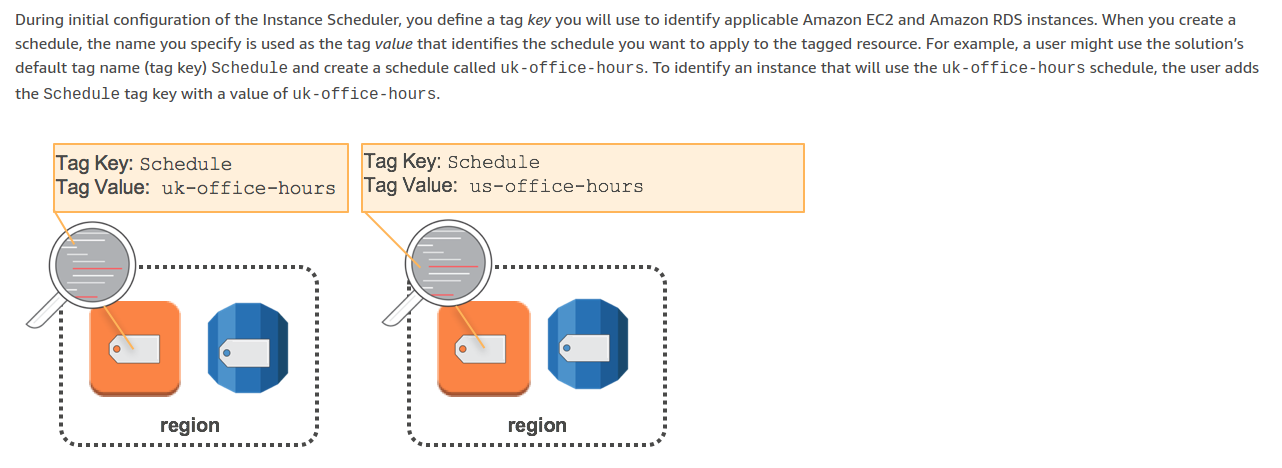 During initial configuration of the Instance Scheduler, you define a tag key you will use to identify applicable Amazon EC2 and Amazon RDS instances. When you create a
schedule, the name you specify is used as the tag value that identifies the schedule you want to apply to the tagged resource. For example, a user might use the solution's
default tag name (tag key) Schedule and create a schedule called uk-office-hours. To identify an instance that will use the uk-office-hours schedule, the user adds
the Schedule tag key with a value of uk-office-hours.
Tag Key: Schedule
Tag Value: uk-office-hours
Tag Key: Schedule
Tag Value: us-office-hours
region
region